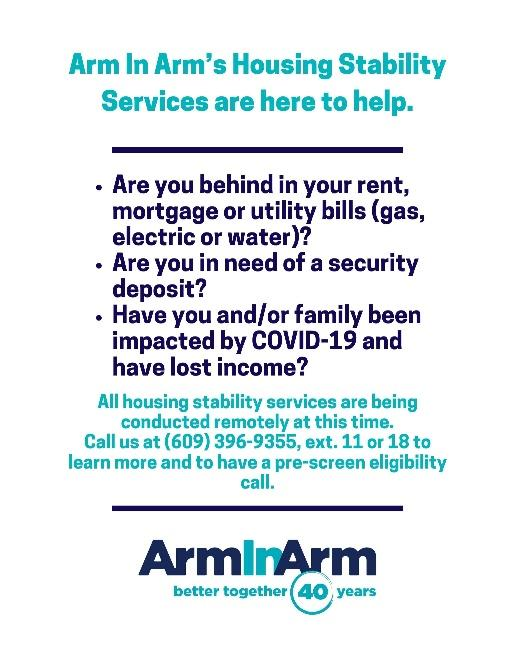 Arm In Arm’s Housing Stability
Services are here to help.
• Are you behind in your rent,
mortgage or utility bills (gas,
electric or water)?
• Are you in need of a security
deposit?
• Have you and/or family been
impacted by COVID-19 and
have lost income?
All housing stability services are being
conducted remotely at this time.
Call us at (609) 396-9355, ext. 11 or 18 to
learn more and to have a pre-screen eligibility
call.
ArmInArm
better together 40 years